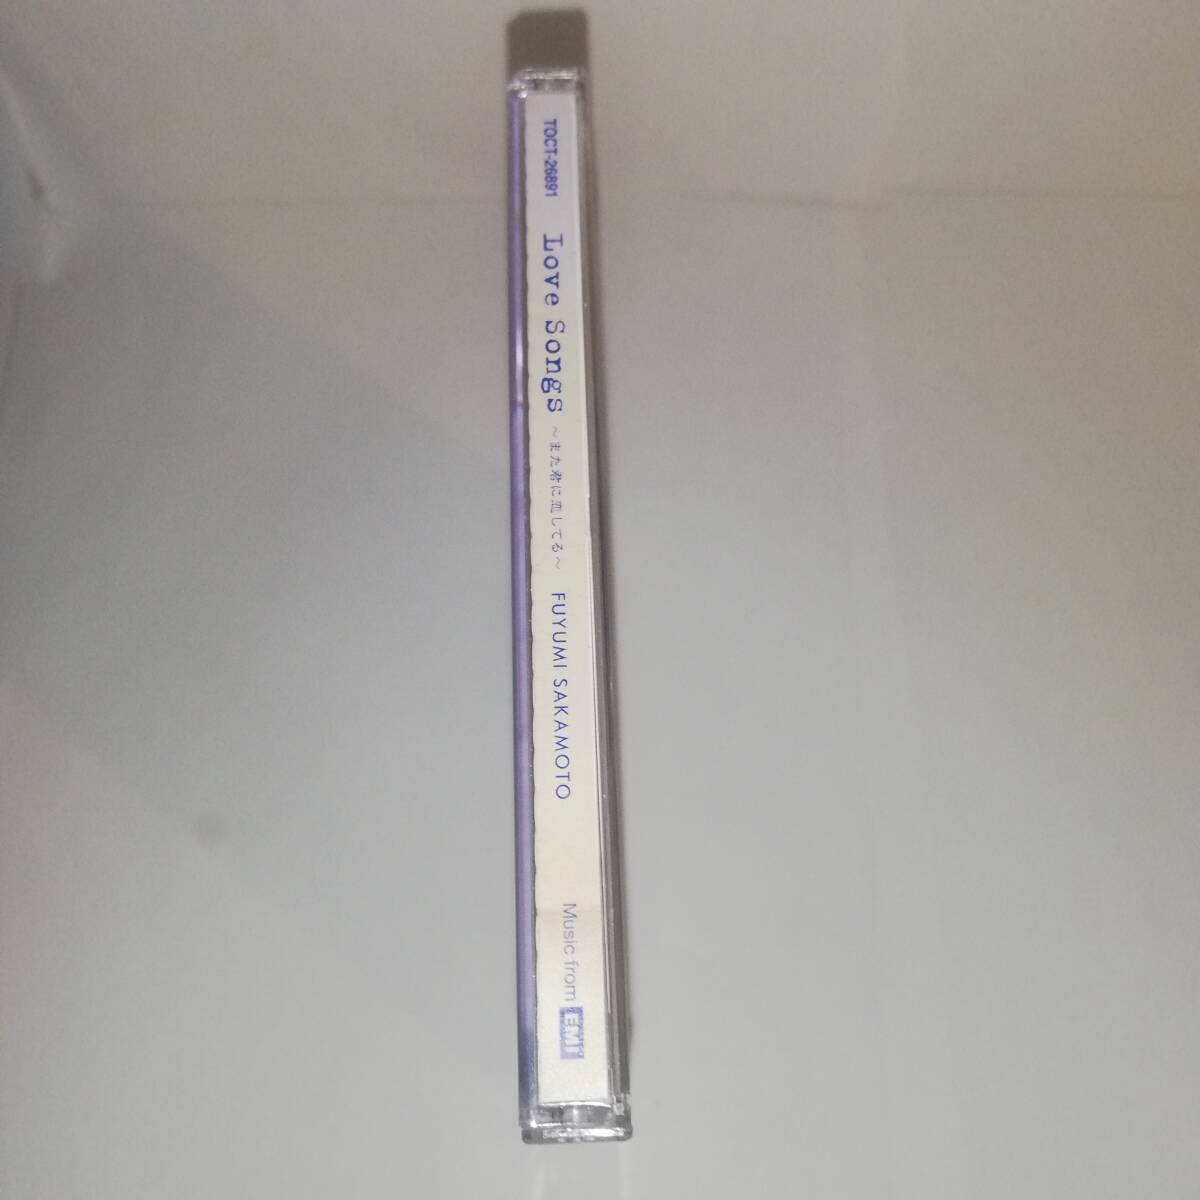 TOCT-26891 Love Songs ～また君に恋してる～ FUYUMI SAKAMOTO Music from EMI